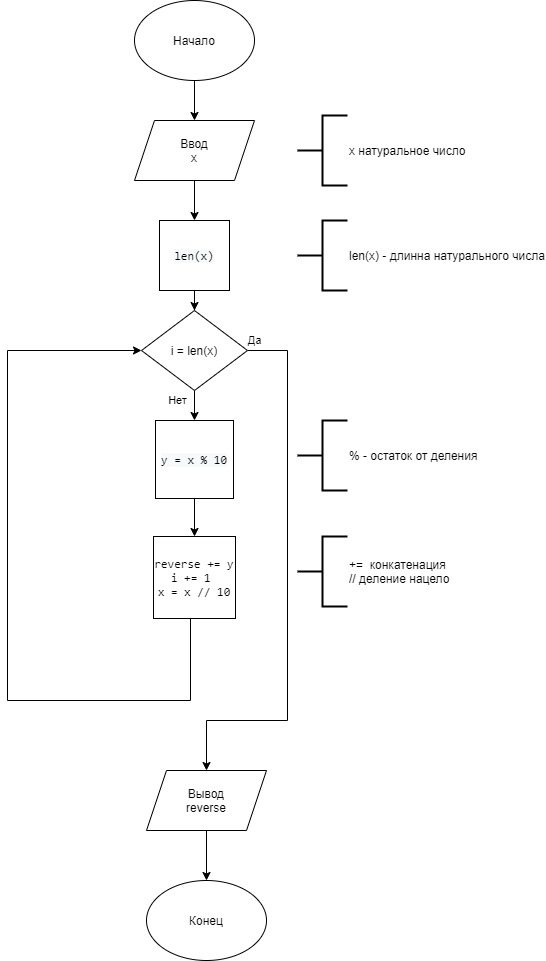 Начало
Ввод
x
x натуральное число
len(x)
len(x) - длинна натурального числа
i = len(x)
Да
Нет
y = x % 10
% - остаток от деления
reverse += y
i += 1
x = x // 10
+=  конкатенация
// деление нацело
Вывод
reverse
Конец